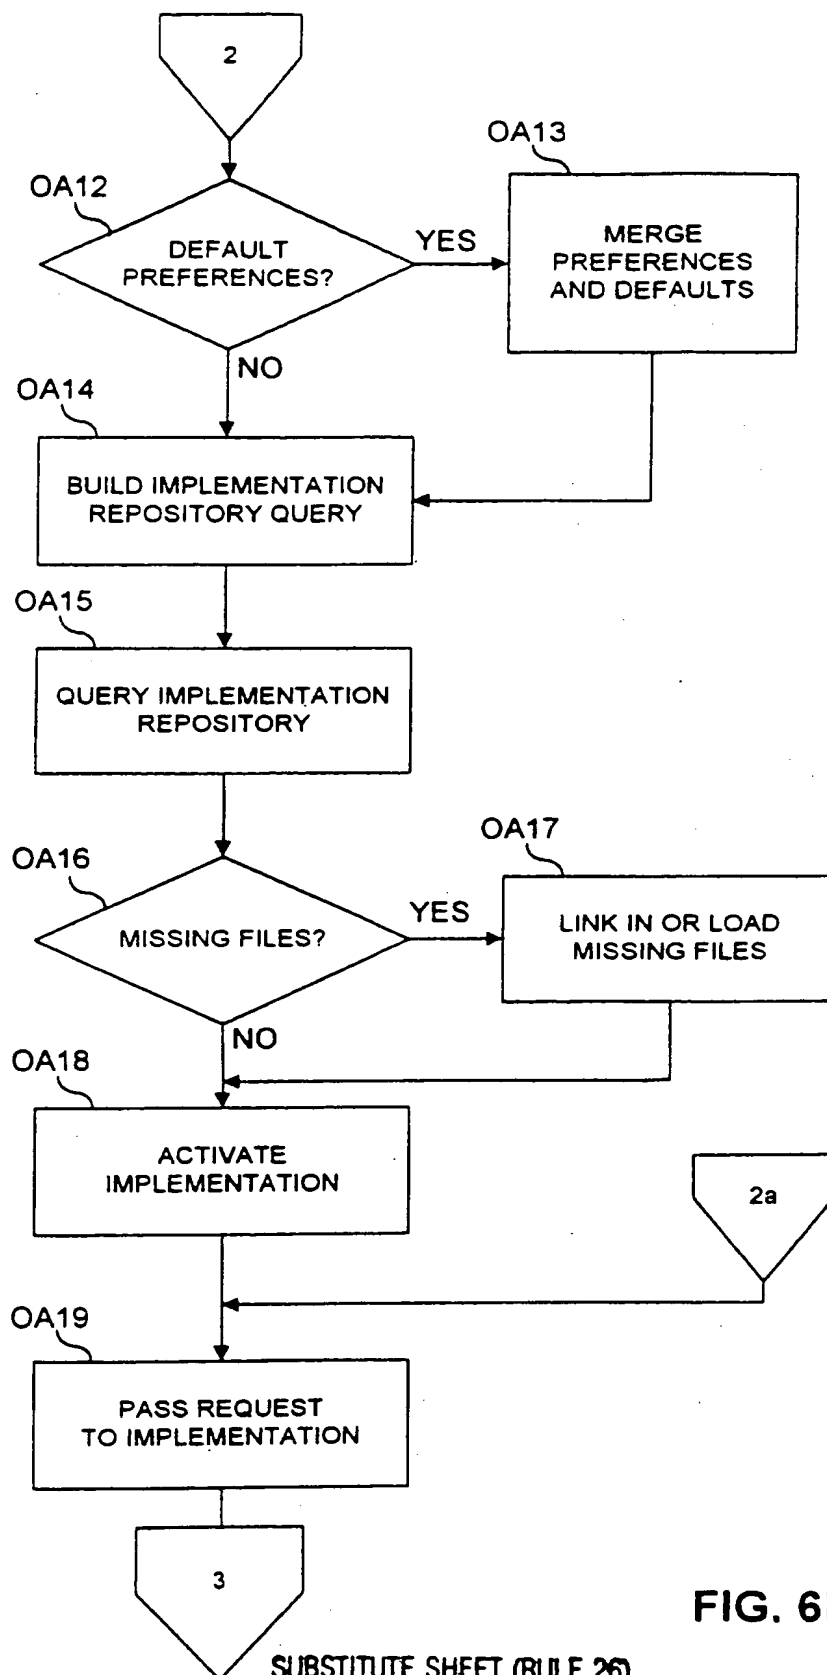 2
OA12
OA13
DEFAULT
PREFERENCES?
YES
MERGE
PREFERENCES
AND DEFAULTS
NO
OA14
BUILD IMPLEMENTATION
REPOSITORY QUERY
OA15
QUERY IMPLEMENTATION
REPOSITORY
OA16
OA17
MISSING FILES?
YES
LINK IN OR LOAD
MISSING FILES
NO
OA18
ACTIVATE
IMPLEMENTATION
2a
OA19
PASS REQUEST
TO IMPLEMENTATION
3
FIG. 6
SUBSTITUTE SHEET (RULE 26)